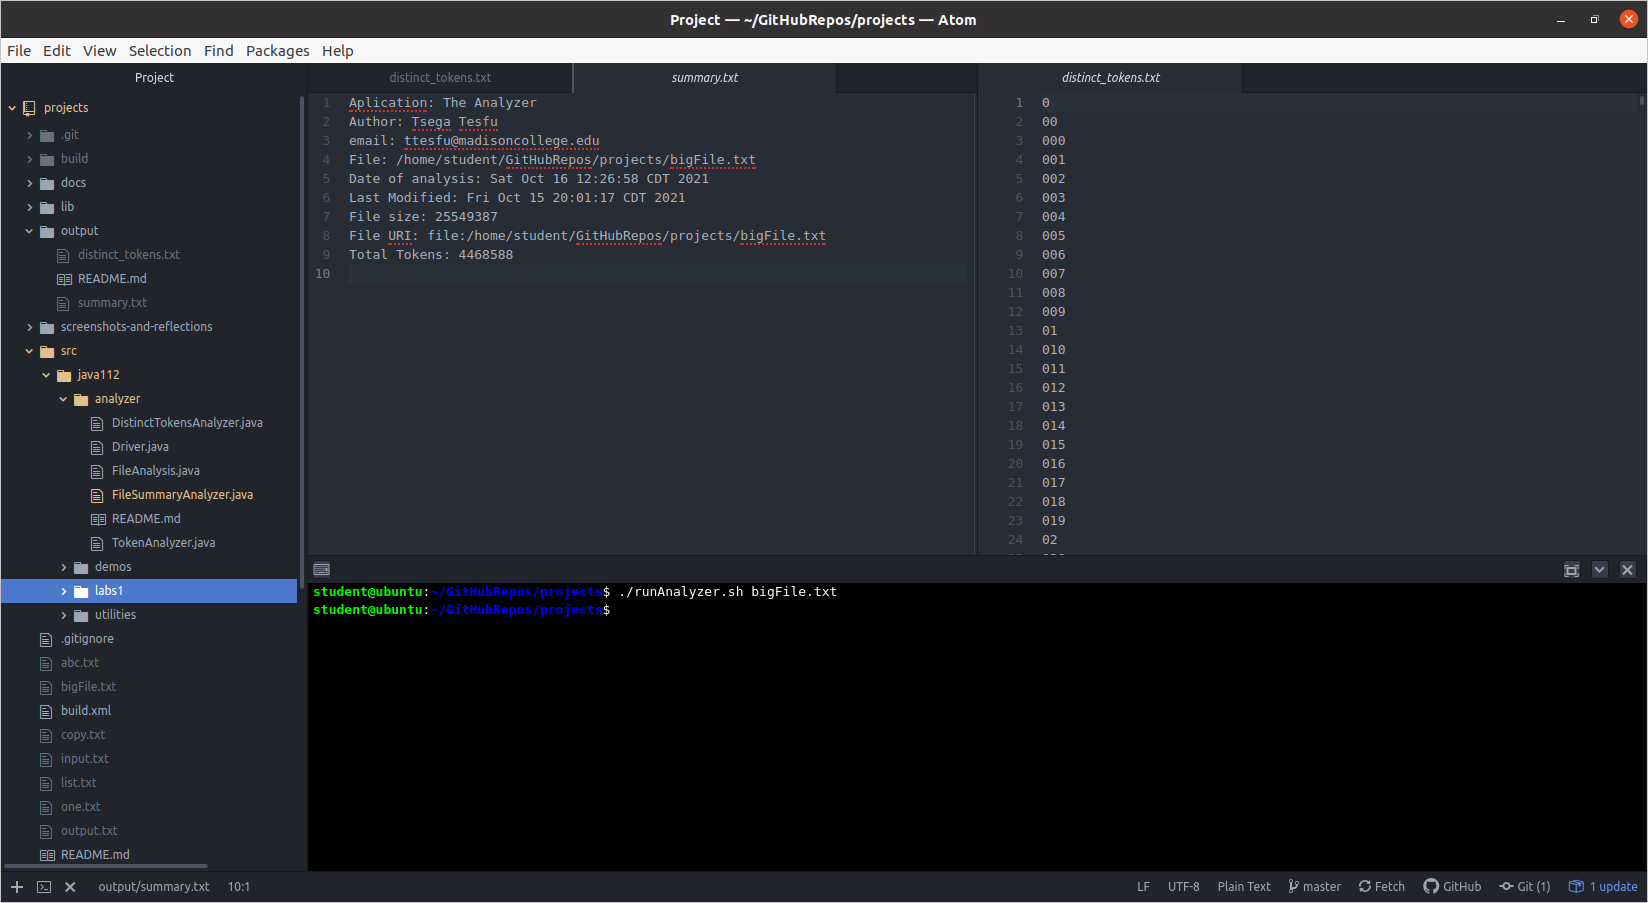 Project — ~/GitHubRepos/projects — Atom
File Edit View Selection Find Packages Help
Project
projects
.git
build
docs
lib
output
distinct_tokens.txt
README.md
summary.txt
screenshots-and-reflections
src
java112
analyzer
DistinctTokensAnalyzer.java
Driver.java
FileAnalysis.java
FileSummaryAnalyzer.java
README.md
TokenAnalyzer.java
demos
labs1
utilities
.gitignore
abc.txt
bigFile.txt
build.xml
copy.txt
input.txt
list.txt
one.txt
output.txt
README.md
distinct_tokens.txt summary.txt
1 Aplication: The Analyzer
2 Author: Tsega Tesfu
3 email: ttesfu@madisoncollege.edu
4 File: /home/student/GitHubRepos/projects/bigFile.txt
5 Date of analysis: Sat Oct 16 12:26:58 CDT 2021
6 Last Modified: Fri Oct 15 20:01:17 CDT 2021
7 File size: 25549387
8 File URI: file:/home/student/GitHubRepos/projects/bigFile.txt
9 Total Tokens: 4468588
10
distinct_tokens.txt
1 0
2 00
3 000
4 001
5 002
6 003
7 004
8 005
9 006
10 007
11 008
12 009
13 01
14 010
15 011
16 012
17 013
18 014
19 015
20 016
21 017
22 018
23 019
24 02
student@ubuntu:~/GitHubRepos/projects$ ./runAnalyzer.sh bigFile.txt
student@ubuntu:~/GitHubRepos/projects$
output/summary.txt 10:1 LF UTF-8 Plain Text master Fetch GitHub Git (1) 1 update